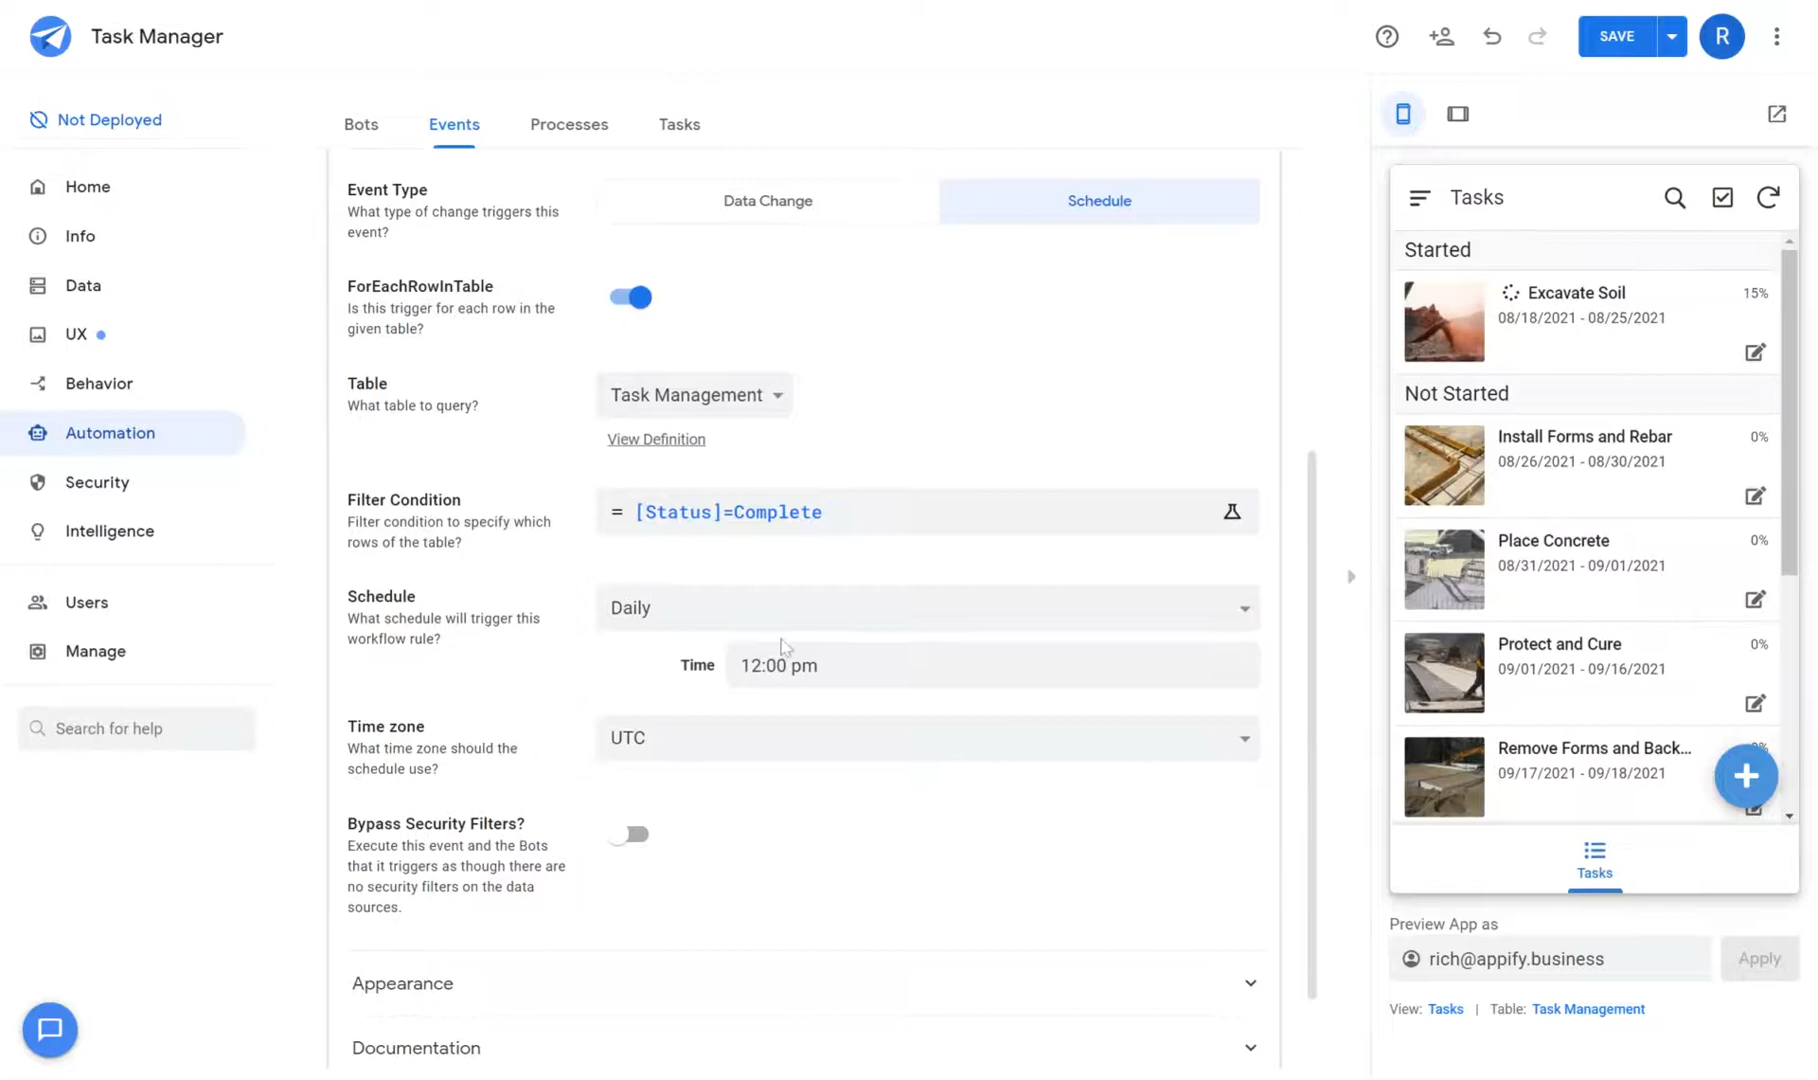 Task Manager
SAVE
R
Not Deployed
Home
Info
Data
UX
Behavior
Automation
Security
Intelligence
Users
Manage
Search for help
Bots
Events
Processes
Tasks
Event Type
What type of change triggers this
event?
Data Change
Schedule
ForEachRowInTable
Is this trigger for each row in the
given table?
Table
What table to query?
Task Management
View Definition
Filter Condition
Filter condition to specify which
rows of the table?
= [Status]=Complete
Schedule
What schedule will trigger this
workflow rule?
Daily
Time
12:00 pm
Time zone
What time zone should the
schedule use?
UTC
Bypass Security Filters?
Execute this event and the Bots
that it triggers as though there are
no security filters on the data
sources.
Appearance
Documentation
Tasks
Started
Excavate Soil
15%
08/18/2021 - 08/25/2021
Not Started
Install Forms and Rebar
0%
08/26/2021 - 08/30/2021
Place Concrete
0%
08/31/2021 - 09/01/2021
Protect and Cure
0%
09/01/2021 - 09/16/2021
Remove Forms and Back...
09/17/2021 - 09/18/2021
Tasks
Preview App as
rich@appify.business
Apply
View: Tasks | Table: Task Management